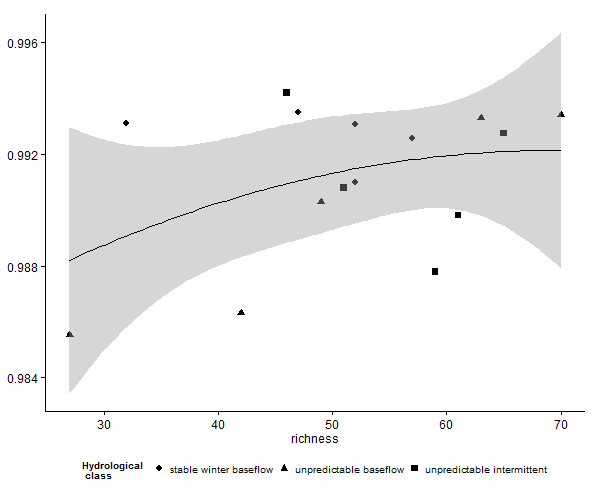 0.996
0.992
0.988
0.984
30 40 50 60 70
richness
Hydrological class
stable winter baseflow unpredictable baseflow unpredictable intermittent